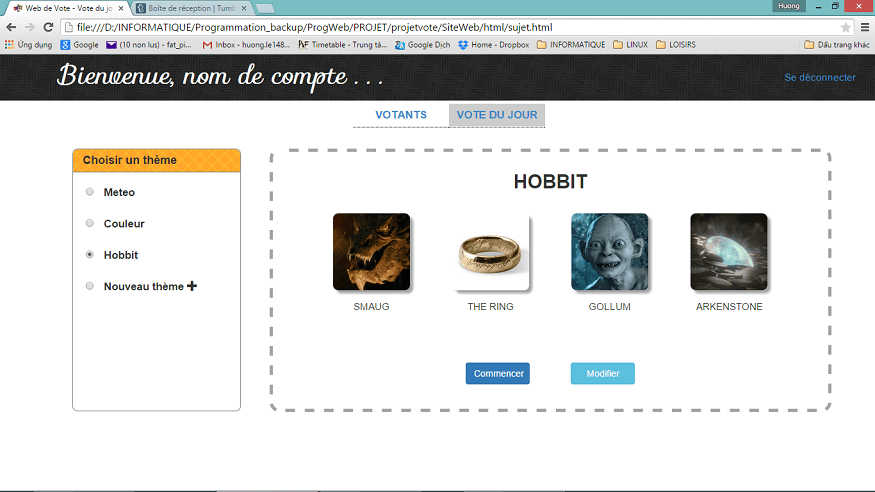 Web de Vote - Vote du jo
Boîte de réception | Tumb
Huong
file:///D:/INFORMATIQUE/Programmation_backup/ProgWeb/PROJET/projetvote/SiteWeb/html/sujet.html
Ứng dụng Google (10 non lus) - fat_pi... Inbox - huong.le148... Timetable - Trung tâ... Google Dịch Home - Dropbox INFORMATIQUE LINUX LOISIRS Dấu trang khác
Bienvenue, nom de compte . . .
Se déconnecter
VOTANTS VOTE DU JOUR
Choisir un thème
Meteo
Couleur
Hobbit
Nouveau thème
HOBBIT
SMAUG THE RING GOLLUM ARKENSTONE
Commencer Modifier